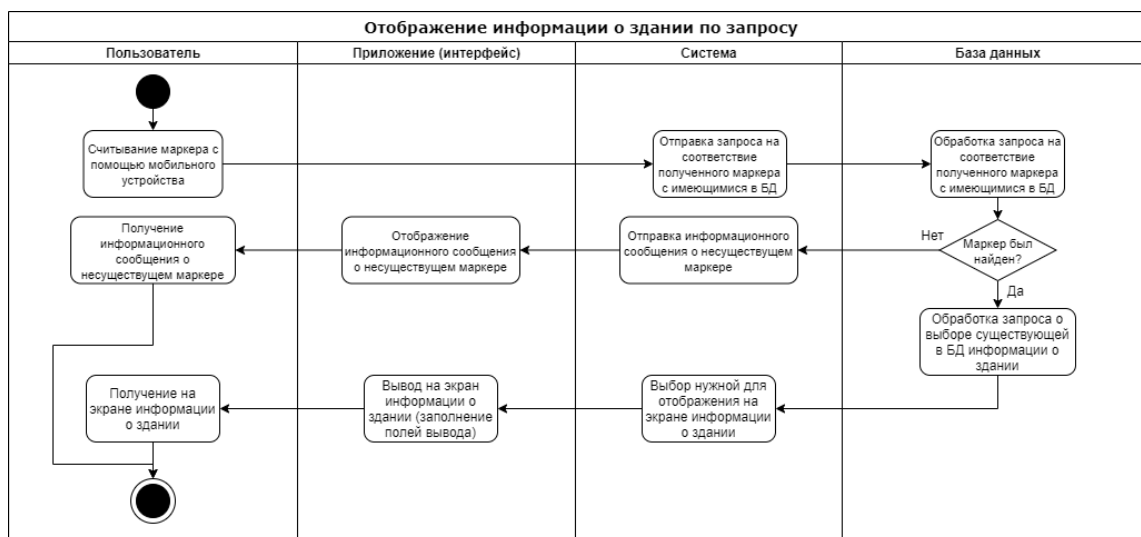 Отображение информации о здании по запросу
Пользователь
Приложение (интерфейс)
Система
База данных
Считывание маркера с
помощью мобильного
устройства
Отправка запроса на
соответствие
полученного маркера
с имеющимися в БД
Обработка запроса на
соответствие
полученного маркера
с имеющимися в БД
Получение
информационного
сообщения о
несуществущем маркере
Отображение
информационного сообщения
о несуществущем маркере
Отправка информационного
сообщения о несуществущем
маркере
Нет
Маркер был
найден?
Да
Обработка запроса о
выборе существующей
в БД информации о
здании
Получение на
экране информации
о здании
Вывод на экран
информации о
здании (заполнение
полей вывода)
Выбор нужной для
отображения на
экране информации
о здании